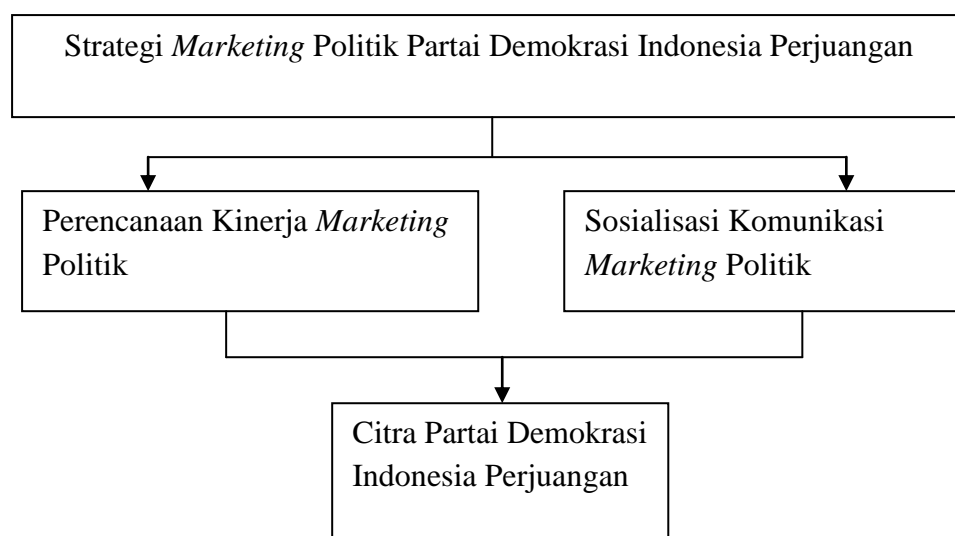 Strategi Marketing Politik Partai Demokrasi Indonesia Perjuangan
Perencanaan Kinerja Marketing
Politik
Sosialisasi Komunikasi
Marketing Politik
Citra Partai Demokrasi
Indonesia Perjuangan